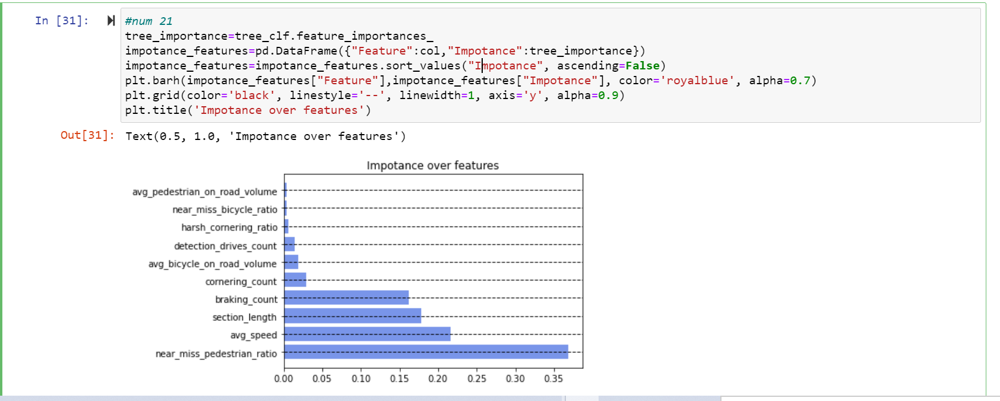 In [31]:
#num 21
tree_importance=tree_clf.feature_importances_
impotance_features=pd.DataFrame({"Feature":col,"Impotance":tree_importance})
impotance_features=impotance_features.sort_values("Impotance", ascending=False)
plt.barh(impotance_features["Feature"],impotance_features["Impotance"], color='royalblue', alpha=0.7)
plt.grid(color='black', linestyle='--', linewidth=1, axis='y', alpha=0.9)
plt.title('Impotance over features')
Out[31]: Text(0.5, 1.0, 'Impotance over features')
Impotance over features
avg_pedestrian_on_road_volume
near_miss_bicycle_ratio
harsh_cornering_ratio
detection_drives_count
avg_bicycle_on_road_volume
cornering_count
braking_count
section_length
avg_speed
near_miss_pedestrian_ratio
0.00 0.05 0.10 0.15 0.20 0.25 0.30 0.35